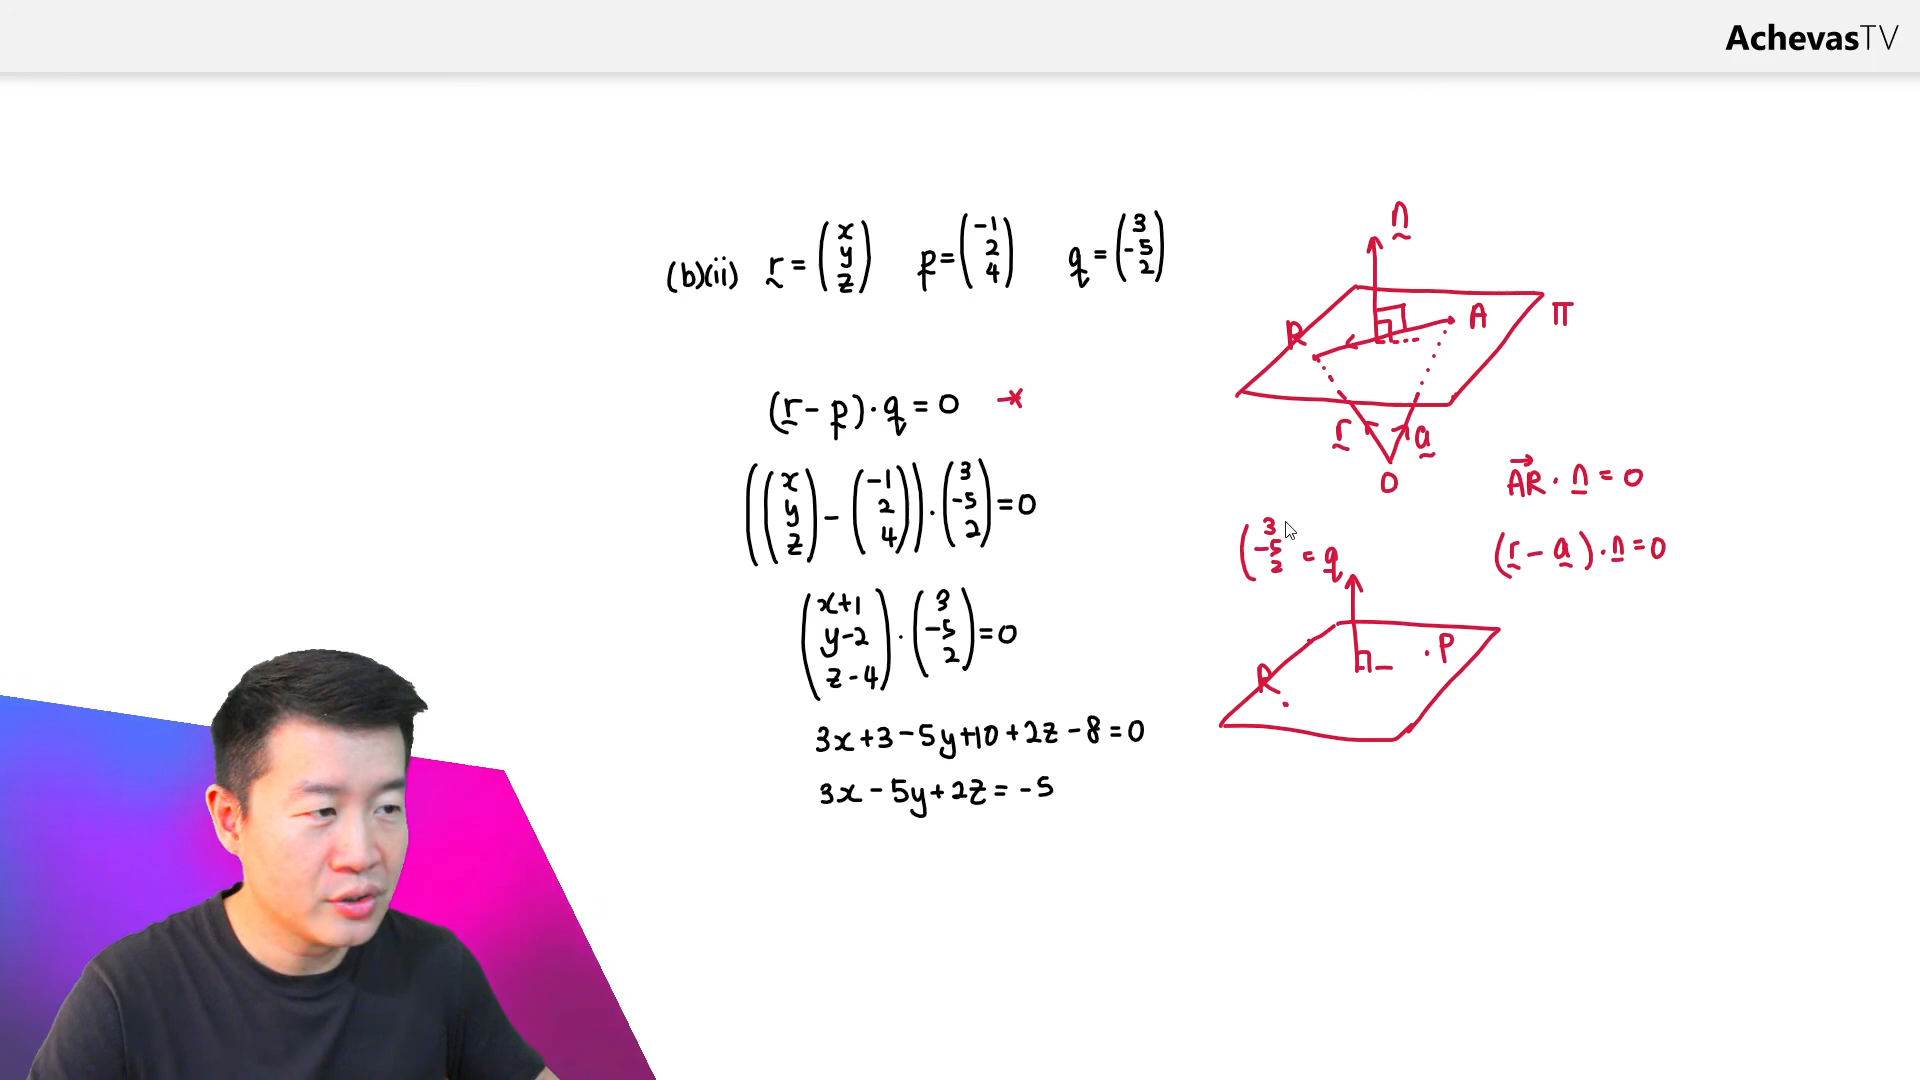 AchevasTV
(b)(ii) r = (x y z) p = (-1 2 4) q = (3 -5 2)
(r - p) · q = 0
((x y z) - (-1 2 4)) · (3 -5 2) = 0
(x+1 y-2 z-4) · (3 -5 2) = 0
3x+3-5y+10+2z-8=0
3x-5y+2z=-5
n
R
A
π
r
a
O
AR · n = 0
(r - a) · n = 0
(3 -5 2 = q
R
P